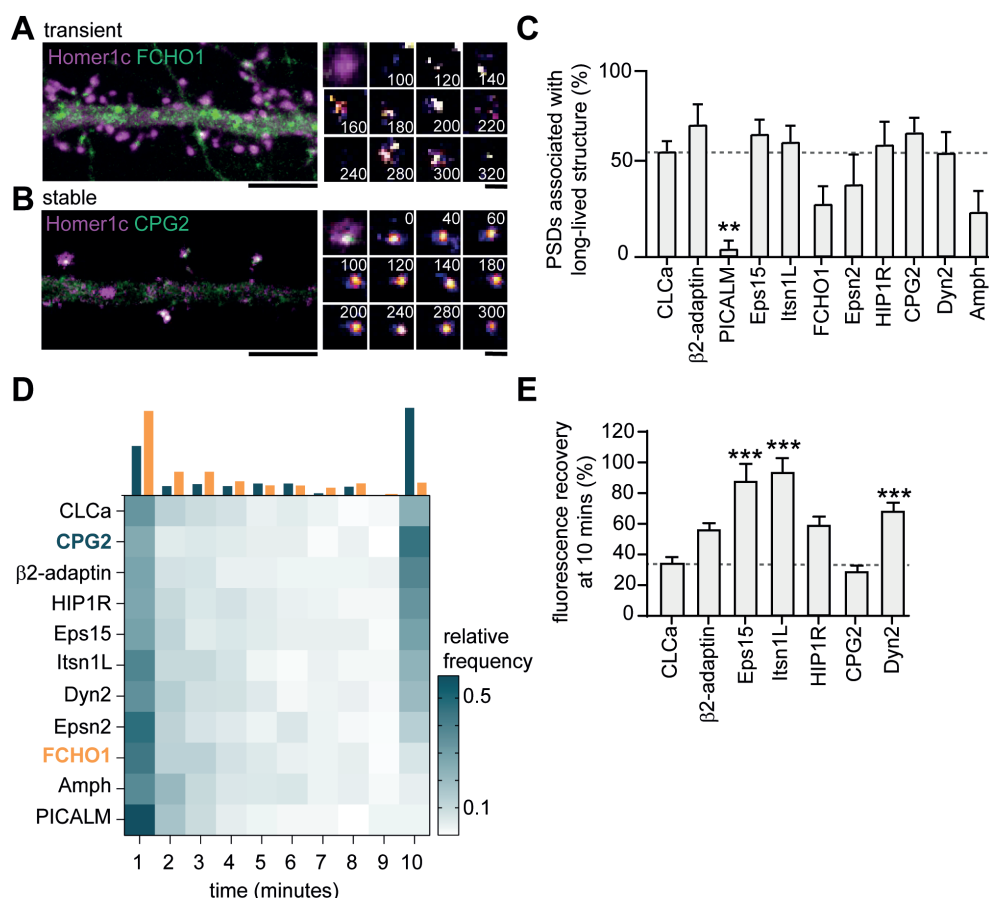 A transient
Homer1c FCHO1
100 120 140
160 180 200 220
240 280 300 320
B stable
Homer1c CPG2
0 40 60
100 120 140 180
200 240 280 300
C
PSDs associated with
long-lived structure (%)
100
50
0
**
CLCa
β2-adaptin
PICALM
Eps15
Itsn1L
FCHO1
Epsn2
HIP1R
CPG2
Dyn2
Amph
D
CLCa
CPG2
β2-adaptin
HIP1R
Eps15
Itsn1L
Dyn2
Epsn2
FCHO1
Amph
PICALM
1 2 3 4 5 6 7 8 9 10
time (minutes)
relative
frequency
0.5
0.1
E
fluorescence recovery
at 10 mins (%)
120
100
80
60
40
20
0
*** *** ***
CLCa
β2-adaptin
Eps15
Itsn1L
HIP1R
CPG2
Dyn2